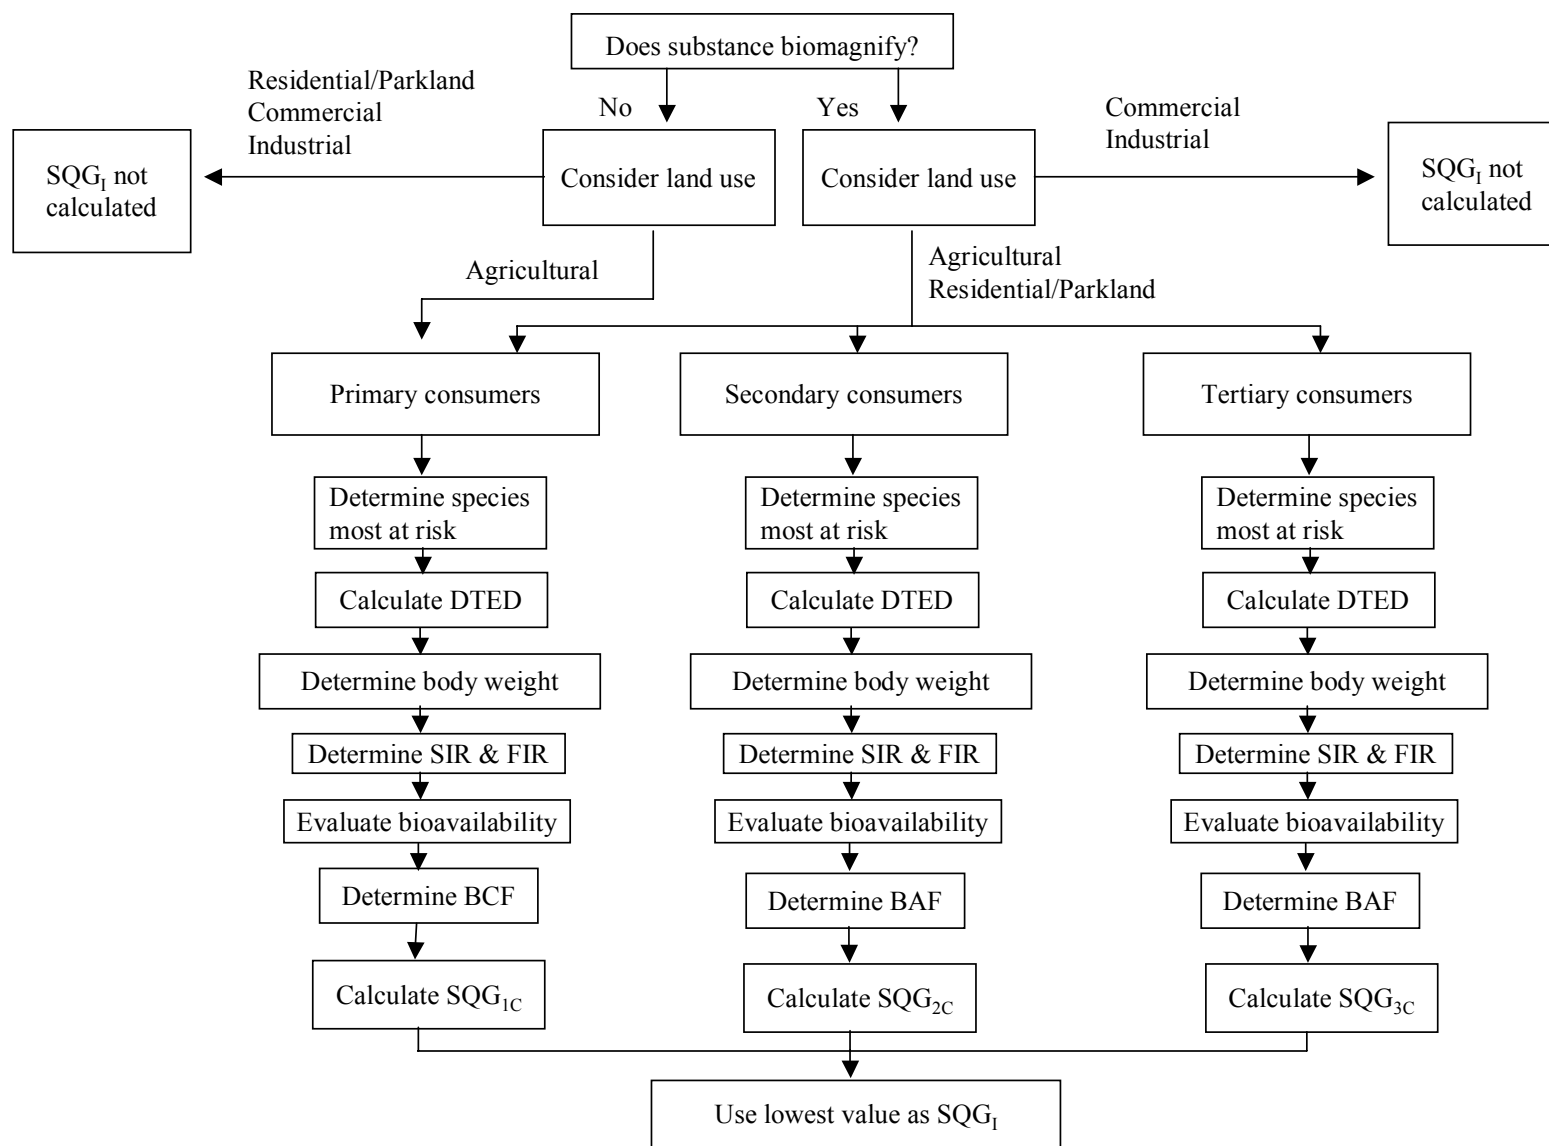 Does substance biomagnify?
Residential/Parkland
Commercial
Industrial
No
Yes
Commercial
Industrial
SQG_I not
calculated
Consider land use
Consider land use
SQG_I not
calculated
Agricultural
Agricultural
Residential/Parkland
Primary consumers
Secondary consumers
Tertiary consumers
Determine species
most at risk
Determine species
most at risk
Determine species
most at risk
Calculate DTED
Calculate DTED
Calculate DTED
Determine body weight
Determine body weight
Determine body weight
Determine SIR & FIR
Determine SIR & FIR
Determine SIR & FIR
Evaluate bioavailability
Evaluate bioavailability
Evaluate bioavailability
Determine BCF
Determine BAF
Determine BAF
Calculate SQG_1C
Calculate SQG_2C
Calculate SQG_3C
Use lowest value as SQG_I